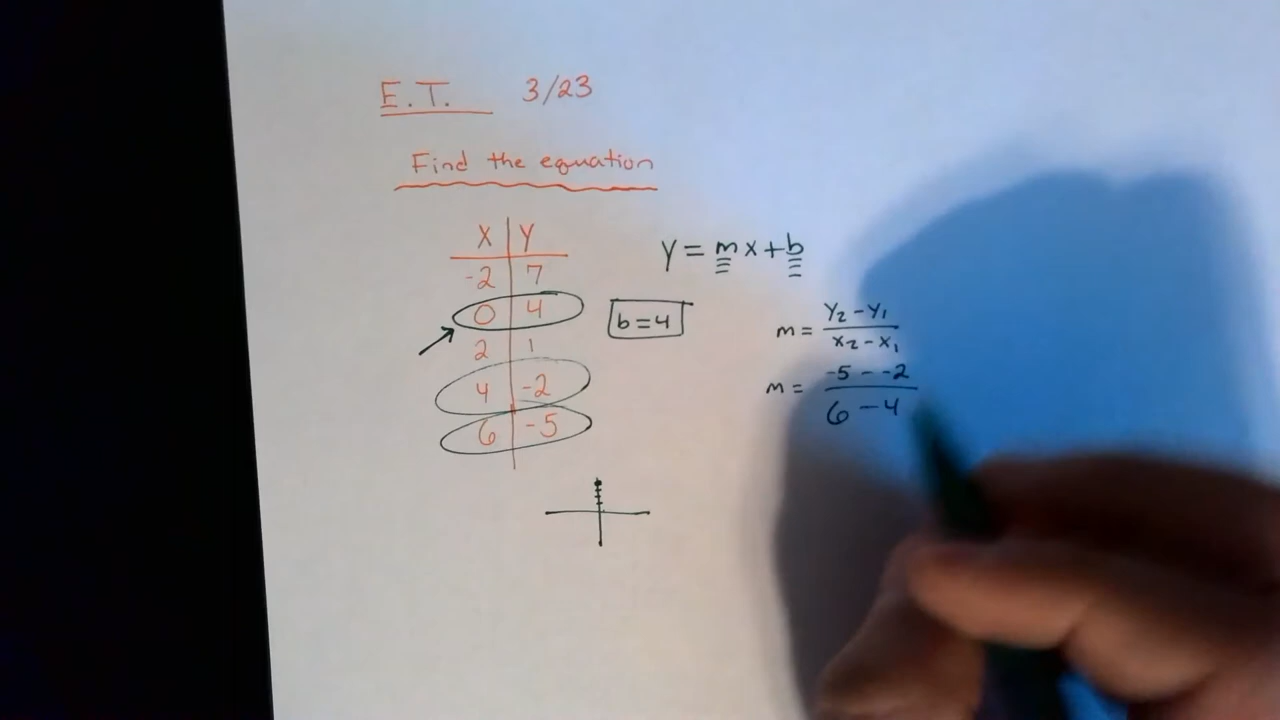 E.T. 3/23
Find the equation
X Y
-2 7
0 4
2 1
4 -2
6 -5
y = mx+b
b=4
m = y₂-y₁ / x₂-x₁
m = -5 - -2 / 6-4